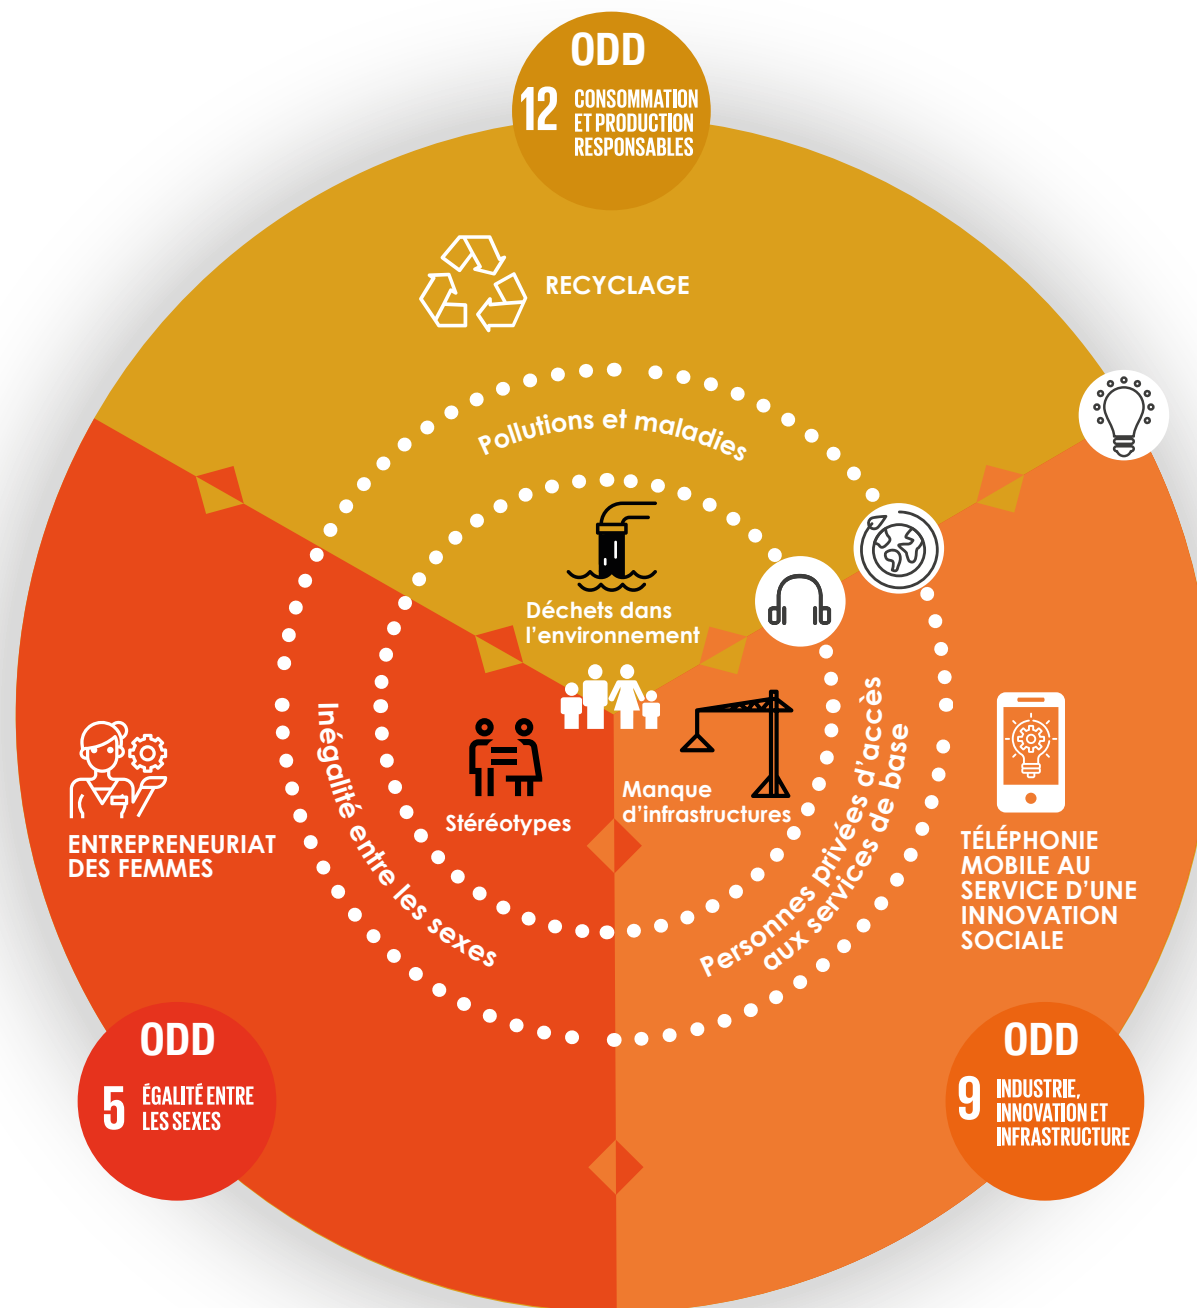 ODD
12
CONSOMMATION
ET PRODUCTION
RESPONSABLES
RECYCLAGE
Pollutions et maladies
Déchets dans
l'environnement
Stéréotypes
Manque
d'infrastructures
Inégalité entre les sexes
Personnes privées d'accès
aux services de base
ENTREPRENEURIAT
DES FEMMES
TÉLÉPHONIE
MOBILE AU
SERVICE D'UNE
INNOVATION
SOCIALE
ODD
5
ÉGALITÉ ENTRE
LES SEXES
ODD
9
INDUSTRIE,
INNOVATION ET
INFRASTRUCTURE